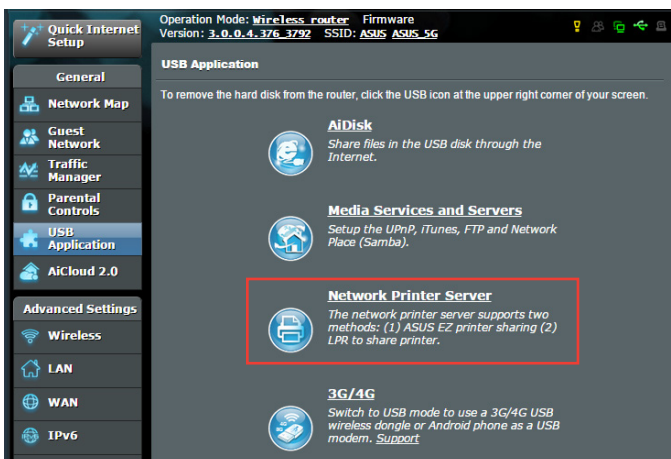 Quick Internet
Setup
Operation Mode: Wireless router Firmware
Version: 3.0.0.4.376_3792 SSID: ASUS ASUS_5G
General
Network Map
Guest
Network
Traffic
Manager
Parental
Controls
USB
Application
AiCloud 2.0
Advanced Settings
Wireless
LAN
WAN
IPv6
USB Application
To remove the hard disk from the router, click the USB icon at the upper right corner of your screen.
AiDisk
Share files in the USB disk through the
Internet.
Media Services and Servers
Setup the UPnP, iTunes, FTP and Network
Place (Samba).
Network Printer Server
The network printer server supports two
methods: (1) ASUS EZ printer sharing (2)
LPR to share printer.
3G/4G
Switch to USB mode to use a 3G/4G USB
wireless dongle or Android phone as a USB
modem. Support